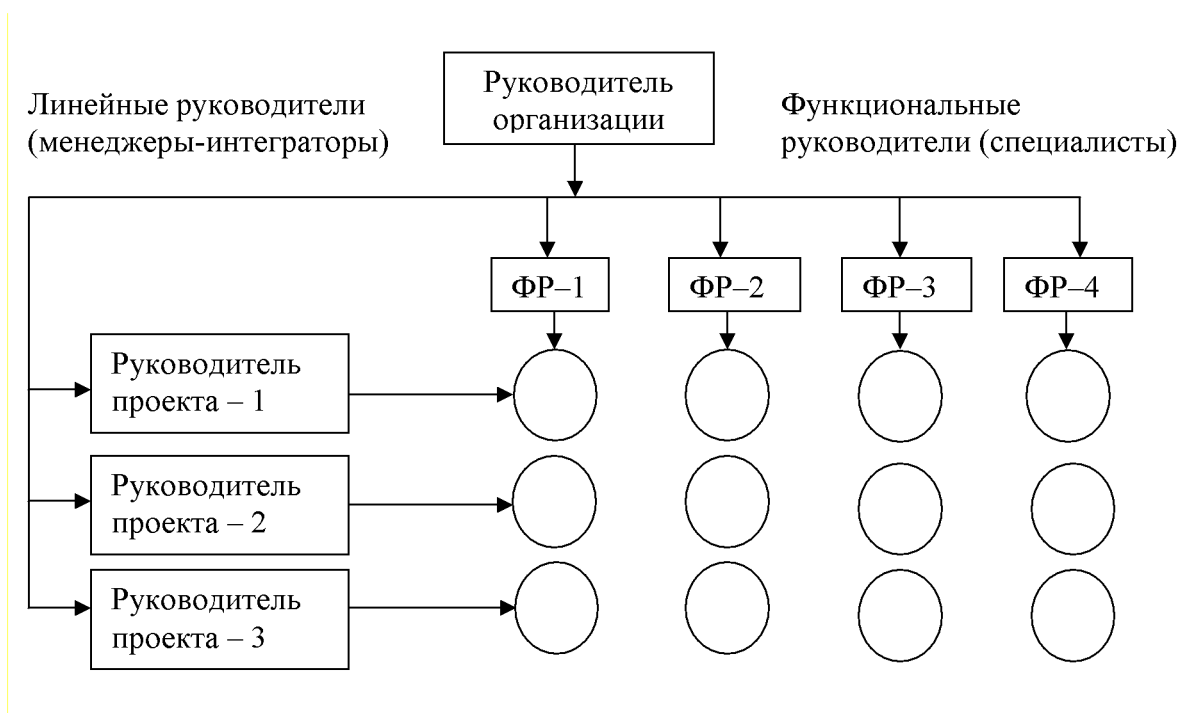 Руководитель
организации
Линейные руководители
(менеджеры-интеграторы)
Функциональные
руководители (специалисты)
ФР–1
ФР–2
ФР–3
ФР–4
Руководитель
проекта – 1
Руководитель
проекта – 2
Руководитель
проекта – 3